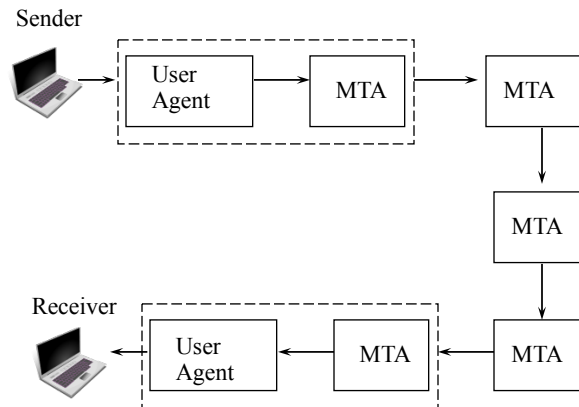 Sender
User
Agent
MTA
MTA
MTA
Receiver
User
Agent
MTA
MTA